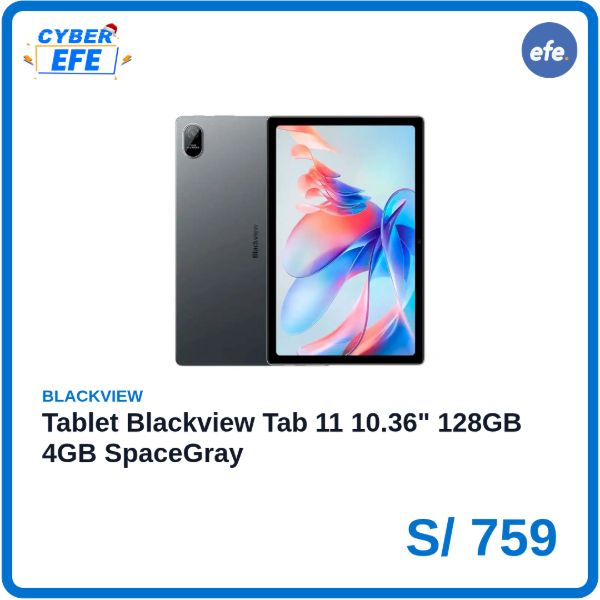 CYBER
EFE
efe.
Blackview
BLACKVIEW
Tablet Blackview Tab 11 10.36" 128GB
4GB SpaceGray
S/ 759